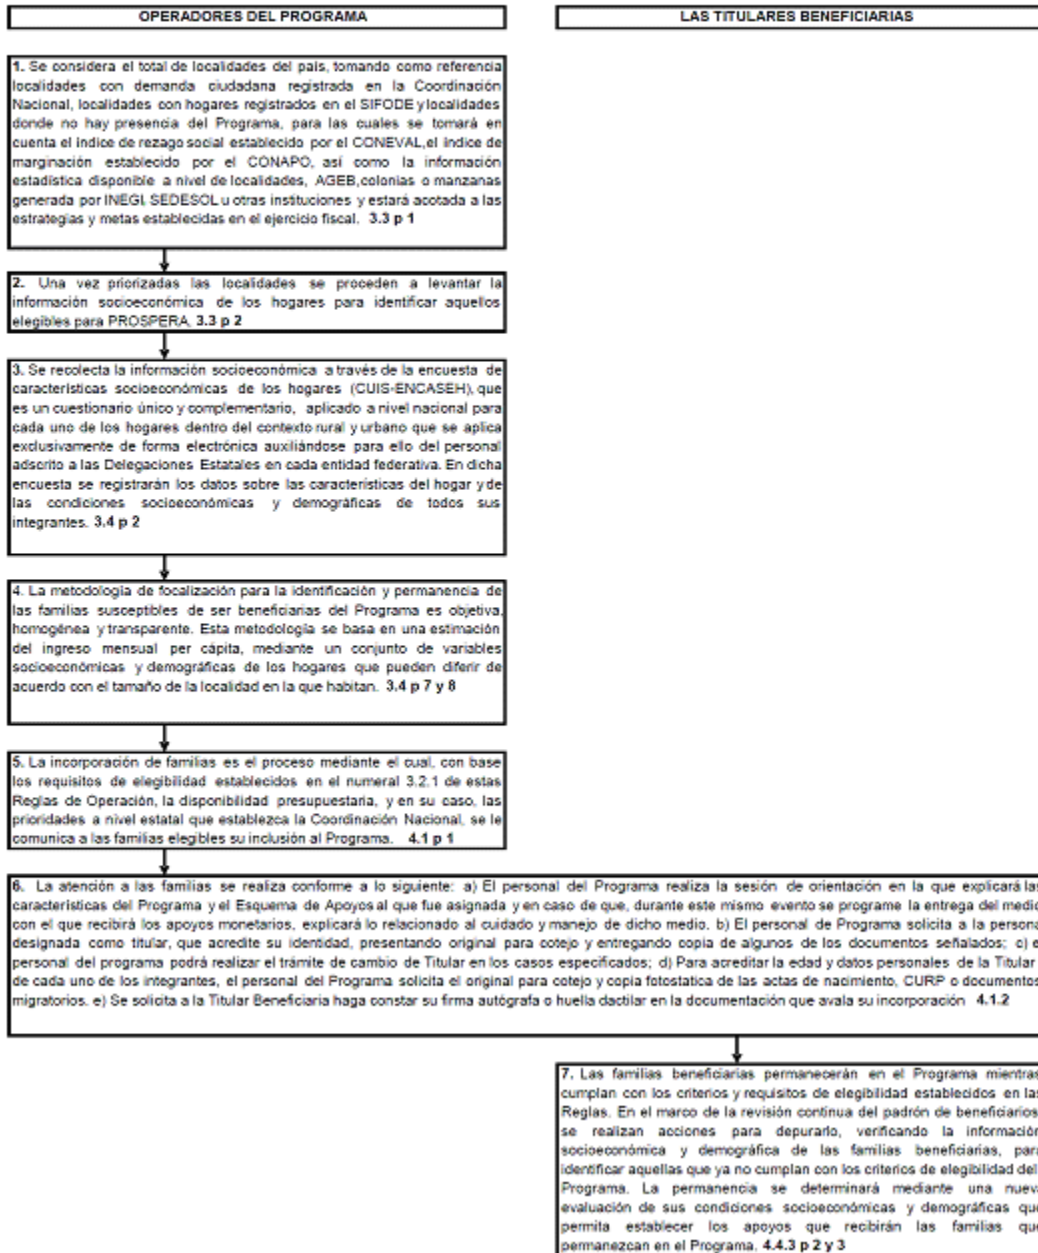 OPERADORES DEL PROGRAMA
LAS TITULARES BENEFICIARIAS
1. Se considera el total de localidades del país, tomando como referencia
localidades con demanda ciudadana registrada en la Coordinación
Nacional, localidades con hogares registrados en el SIFODE y localidades
donde no hay presencia del Programa, para las cuales se tomará en
cuenta el índice de rezago social establecido por el CONEVAL, el índice de
marginación establecido por el CONAPO, así como la información
estadística disponible a nivel de localidades, AGEB, colonias o manzanas
generada por INEGI, SEDESOL u otras instituciones y estará acotada a las
estrategias y metas establecidas en el ejercicio fiscal. 3.3 p 1
2. Una vez priorizadas las localidades se proceden a levantar la
información socioeconómica de los hogares para identificar aquellos
elegibles para PROSPERA. 3.3 p 2
3. Se recolecta la información socioeconómica a través de la encuesta de
características socioeconómicas de los hogares (CUIS-ENCASEH), que
es un cuestionario único y complementario, aplicado a nivel nacional para
cada uno de los hogares dentro del contexto rural y urbano que se aplica
exclusivamente de forma electrónica auxiliándose para ello del personal
adscrito a las Delegaciones Estatales en cada entidad federativa. En dicha
encuesta se registrarán los datos sobre las características del hogar y de
las condiciones socioeconómicas y demográficas de todos sus
integrantes. 3.4 p 2
4. La metodología de focalización para la identificación y permanencia de
las familias susceptibles de ser beneficiarias del Programa es objetiva,
homogénea y transparente. Esta metodología se basa en una estimación
del ingreso mensual per cápita, mediante un conjunto de variables
socioeconómicas y demográficas de los hogares que pueden diferir de
acuerdo con el tamaño de la localidad en la que habitan. 3.4 p 7 y 8
5. La incorporación de familias es el proceso mediante el cual, con base
los requisitos de elegibilidad establecidos en el numeral 3.2.1 de estas
Reglas de Operación, la disponibilidad presupuestaria, y en su caso, las
prioridades a nivel estatal que establezca la Coordinación Nacional, se le
comunica a las familias elegibles su inclusión al Programa. 4.1 p 1
6. La atención a las familias se realiza conforme a lo siguiente: a) El personal del Programa realiza la sesión de orientación en la que explicará las
características del Programa y el Esquema de Apoyos al que fue asignada y en caso de que, durante este mismo evento se programe la entrega del medio
con el que recibirá los apoyos monetarios, explicará lo relacionado al cuidado y manejo de dicho medio. b) El personal de Programa solicita a la persona
designada como titular, que acredite su identidad, presentando original para cotejo y entregando copia de algunos de los documentos señalados; c) e
personal del programa podrá realizar el trámite de cambio de Titular en los casos especificados; d) Para acreditar la edad y datos personales de la Titular
de cada uno de los integrantes, el personal del Programa solicita el original para cotejo y copia fotostatica de las actas de nacimiento, CURP o documentos
migratorios. e) Se solicita a la Titular Beneficiaria haga constar su firma autógrafa o huella dactilar en la documentación que avala su incorporación 4.1.2
7. Las familias beneficiarias permanecerán en el Programa mientras
cumplan con los criterios y requisitos de elegibilidad establecidos en las
Reglas. En el marco de la revisión continua del padrón de beneficiarios
se realizan acciones para depurarlo, verificando la información
socioeconómica y demográfica de las familias beneficiarias, para
identificar aquellas que ya no cumplan con los criterios de elegibilidad del
Programa. La permanencia se determinará mediante una nueva
evaluación de sus condiciones socioeconómicas y demográficas que
permita establecer los apoyos que recibirán las familias que
permanezcan en el Programa. 4.4.3 p 2 y 3